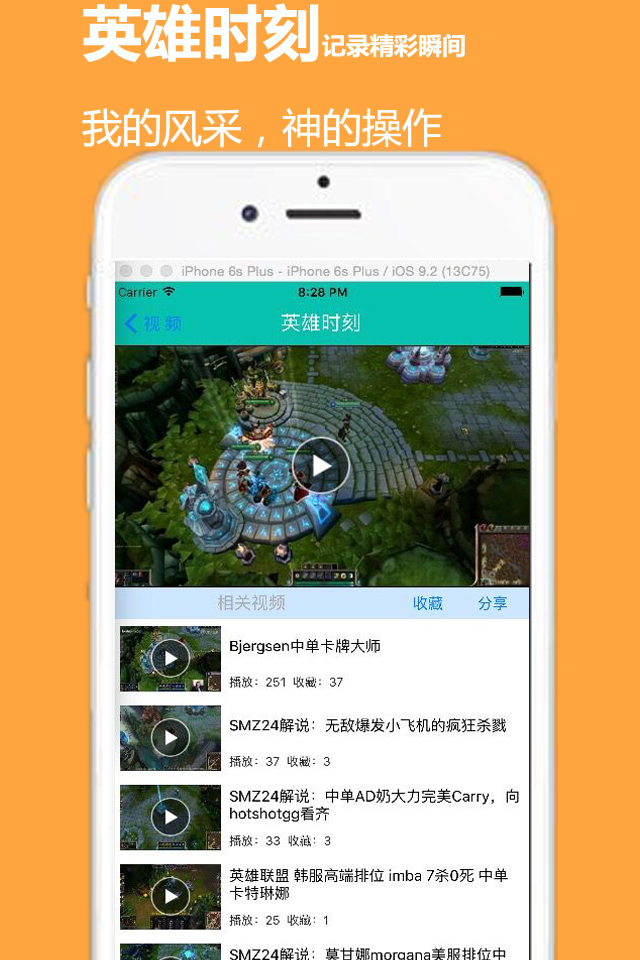 英雄时刻记录精彩瞬间
我的风采，神的操作
iPhone 6s Plus - iPhone 6s Plus / iOS 9.2 (13C75)
Carrier 8:28 PM
视频 英雄时刻
相关视频 收藏 分享
Bjergsen中单卡牌大师
播放：251 收藏：37
SMZ24解说：无敌爆发小飞机的疯狂杀戮
播放：37 收藏：3
SMZ24解说：中单AD奶大力完美Carry，向
hotshotgg看齐
播放：33 收藏：3
英雄联盟 韩服高端排位 imba 7杀0死 中单
卡特琳娜
播放：25 收藏：1
SMZ24解说：莫甘娜morgana美服排位中